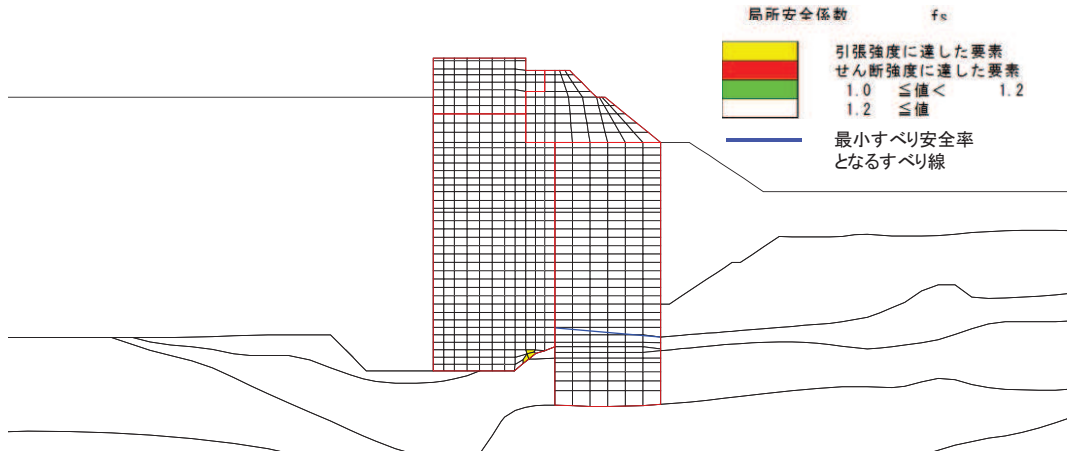 局所安全係数 fs
引張強度に達した要素
せん断強度に達した要素
1.0 ≦値< 1.2
1.2 ≦値
最小すべり安全率
となるすべり線